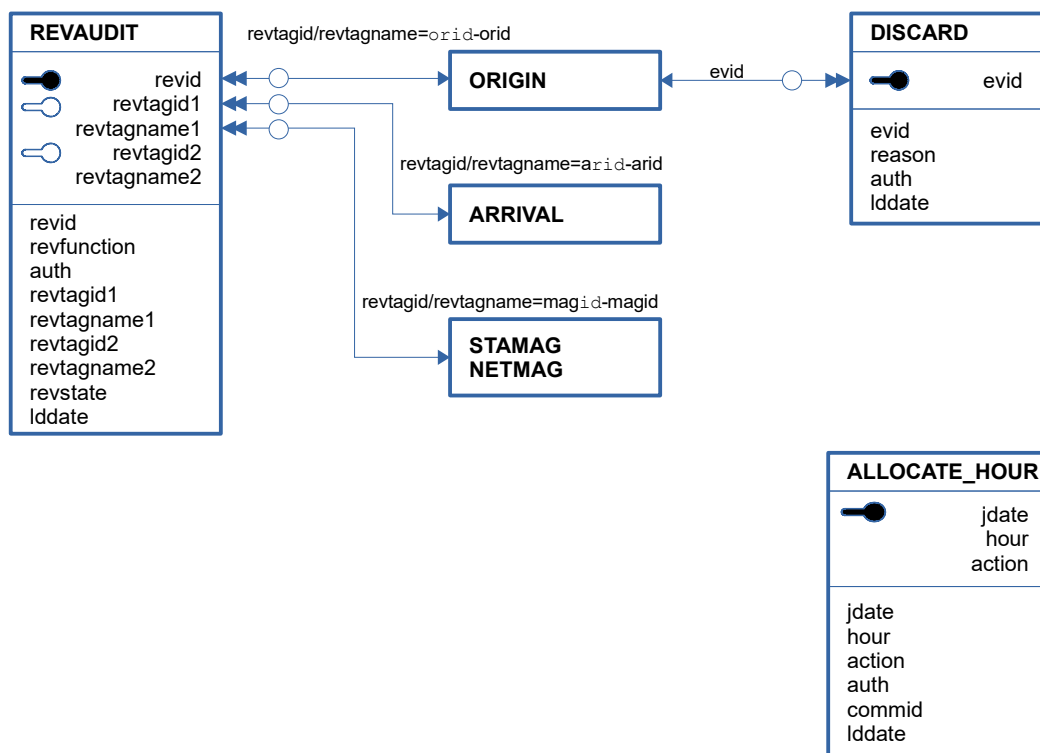 REVAUDIT
revid
revtagid1
revtagname1
revtagid2
revtagname2
revid
revfunction
auth
revtagid1
revtagname1
revtagid2
revtagname2
revstate
lddate
revtagid/revtagname=orid-orid
ORIGIN
evid
revtagid/revtagname=arid-arid
ARRIVAL
revtagid/revtagname=magid-magid
STAMAG
NETMAG
DISCARD
evid
evid
reason
auth
lddate
ALLOCATE_HOUR
jdate
hour
action
jdate
hour
action
auth
commid
lddate